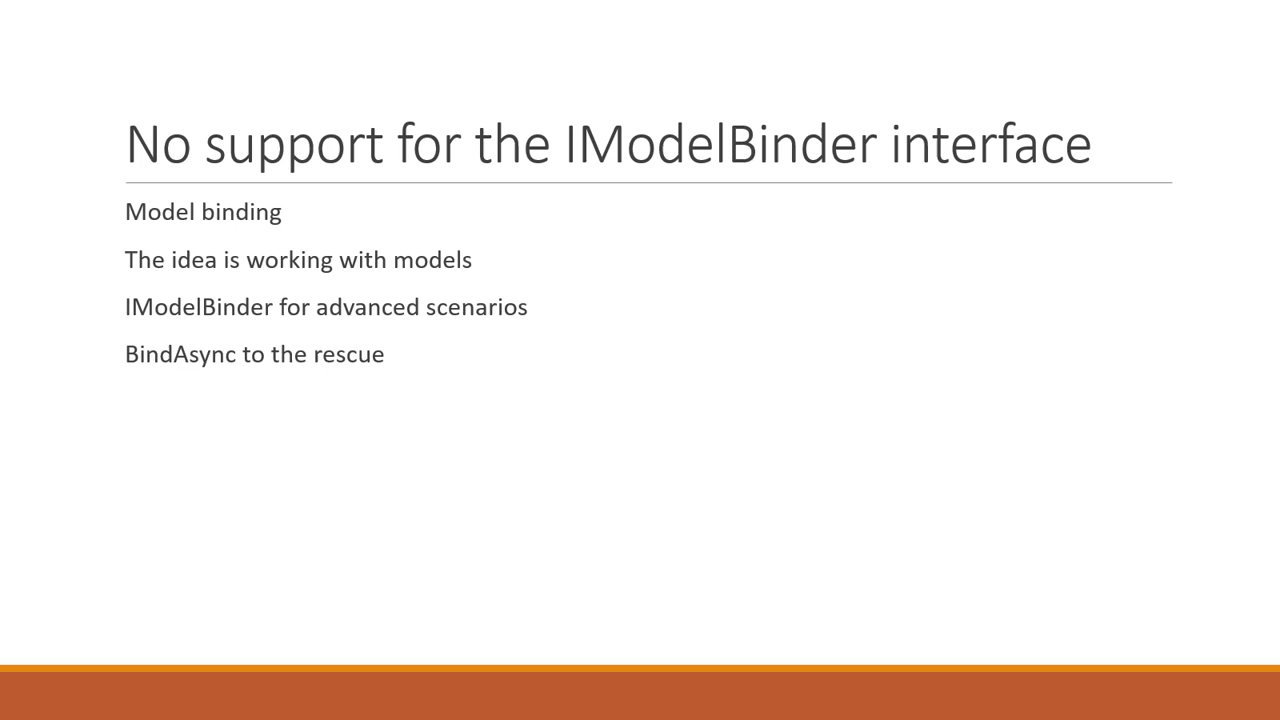 No support for the IModelBinder interface
Model binding
The idea is working with models
IModelBinder for advanced scenarios
BindAsync to the rescue